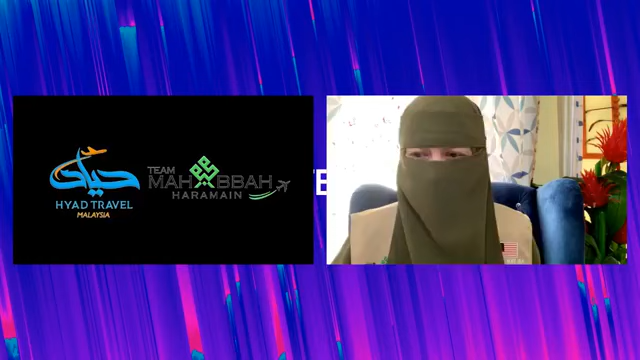 حياد
HYAD TRAVEL
MALAYSIA
TEAM
MAHABBAH
HARAMAIN